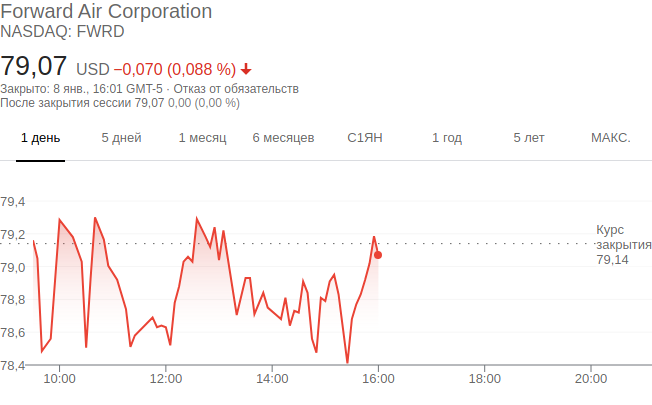 Forward Air Corporation
NASDAQ: FWRD
79,07 USD −0,070 (0,088 %)
Закрыто: 8 янв., 16:01 GMT-5 · Отказ от обязательств
После закрытия сессии 79,07 0,00 (0,00 %)
1 день 5 дней 1 месяц 6 месяцев С1ЯН 1 год 5 лет МАКС.
79,4
79,2
79,0
78,8
78,6
78,4
Курс
закрытия
79,14
10:00 12:00 14:00 16:00 18:00 20:00